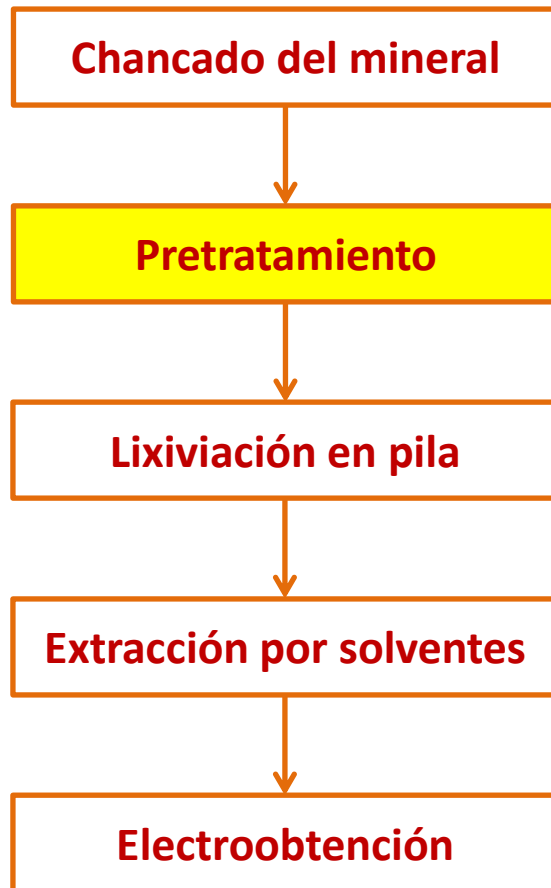 Chancado del mineral
Pretratamiento
Lixiviación en pila
Extracción por solventes
Electroobtención